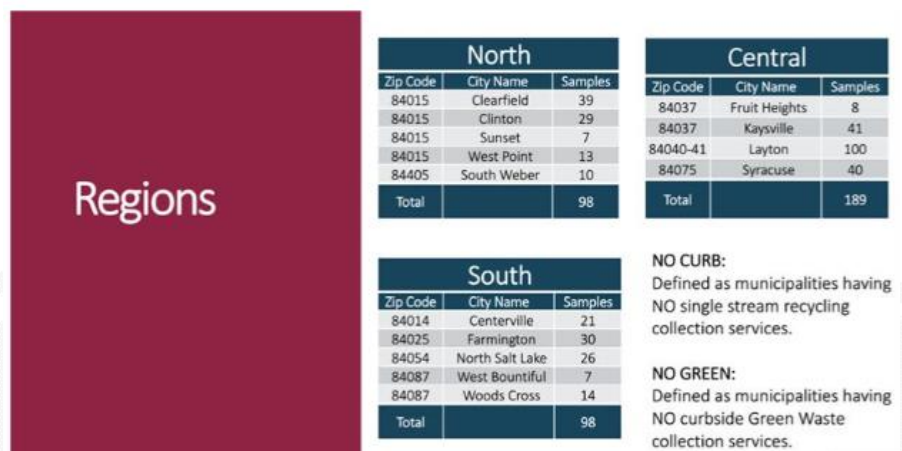 Regions
North
Zip Code City Name Samples
84015 Clearfield 39
84015 Clinton 29
84015 Sunset 7
84015 West Point 13
84405 South Weber 10
Total 98
Central
Zip Code City Name Samples
84037 Fruit Heights 8
84037 Kaysville 41
84040-41 Layton 100
84075 Syracuse 40
Total 189
South
Zip Code City Name Samples
84014 Centerville 21
84025 Farmington 30
84054 North Salt Lake 26
84087 West Bountiful 7
84087 Woods Cross 14
Total 98
NO CURB:
Defined as municipalities having
NO single stream recycling
collection services.
NO GREEN:
Defined as municipalities having
NO curbside Green Waste
collection services.